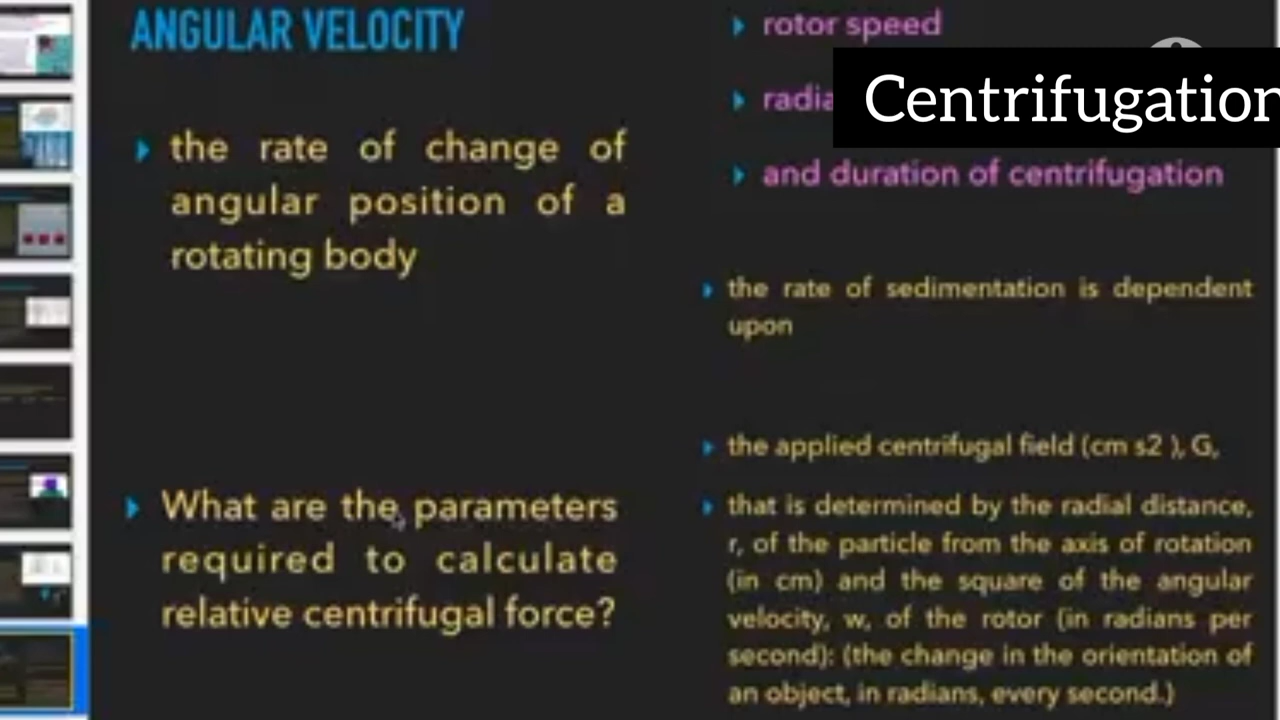 ANGULAR VELOCITY
the rate of change of
angular position of a
rotating body
What are the parameters
required to calculate
relative centrifugal force?
rotor speed
Centrifugation
and duration of centrifugation
the rate of sedimentation is dependent
upon
the applied centrifugal field (cm s2 ), G,
that is determined by the radial distance,
r, of the particle from the axis of rotation
(in cm) and the square of the angular
velocity, w, of the rotor (in radians per
second): (the change in the orientation of
an object, in radians, every second.)